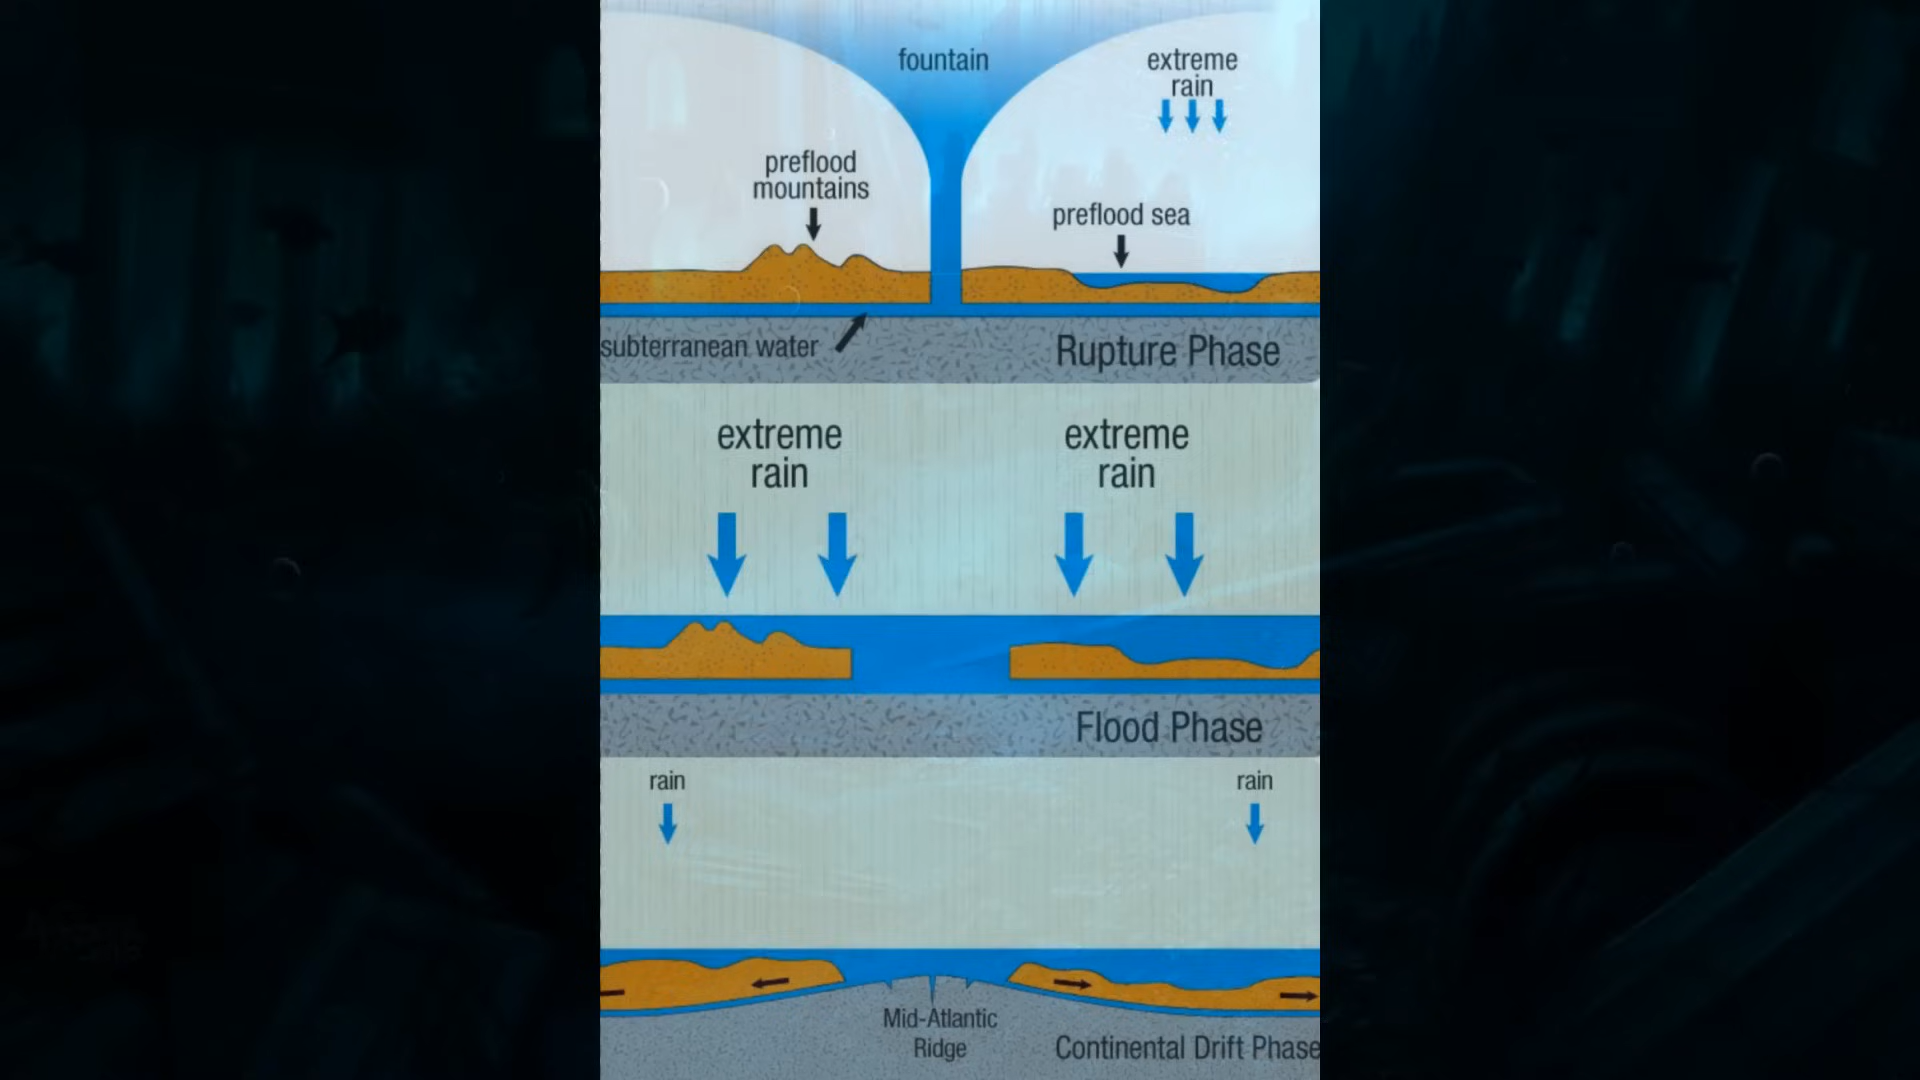 fountain
extreme
rain
preflood
mountains
preflood sea
subterranean water
Rupture Phase
extreme
rain
extreme
rain
Flood Phase
rain
rain
Mid-Atlantic
Ridge
Continental Drift Phase